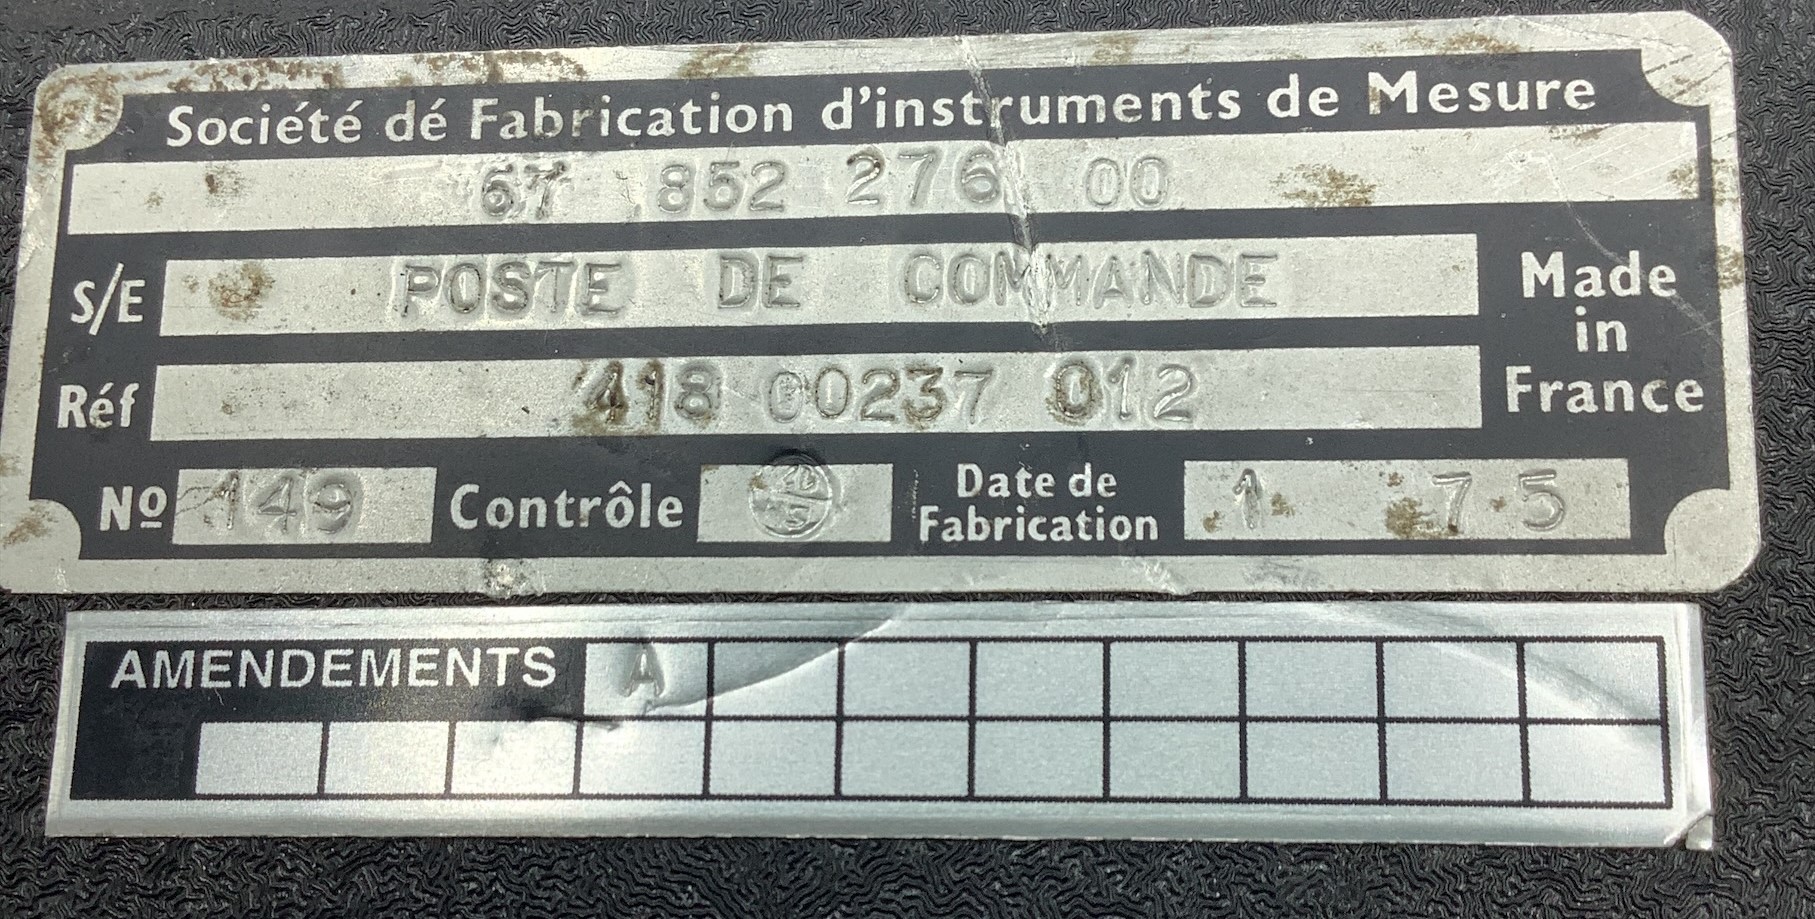 Société dé Fabrication d'instruments de Mesure
67 852 276 00
S/E POSTE DE COMMANDE
Made in France
Réf 418 00237 012
Nº 149 Contrôle Date de Fabrication 1 75
AMENDEMENTS A